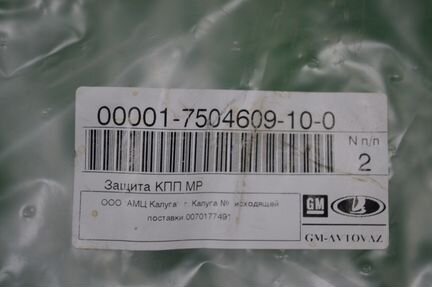 00001-7504609-10-0
N п/п
2
Защита КПП МР
ООО АМЦ Калуга г. Калуга № исходящей
поставки 0070177491
GM
GM-AVTOVAZ